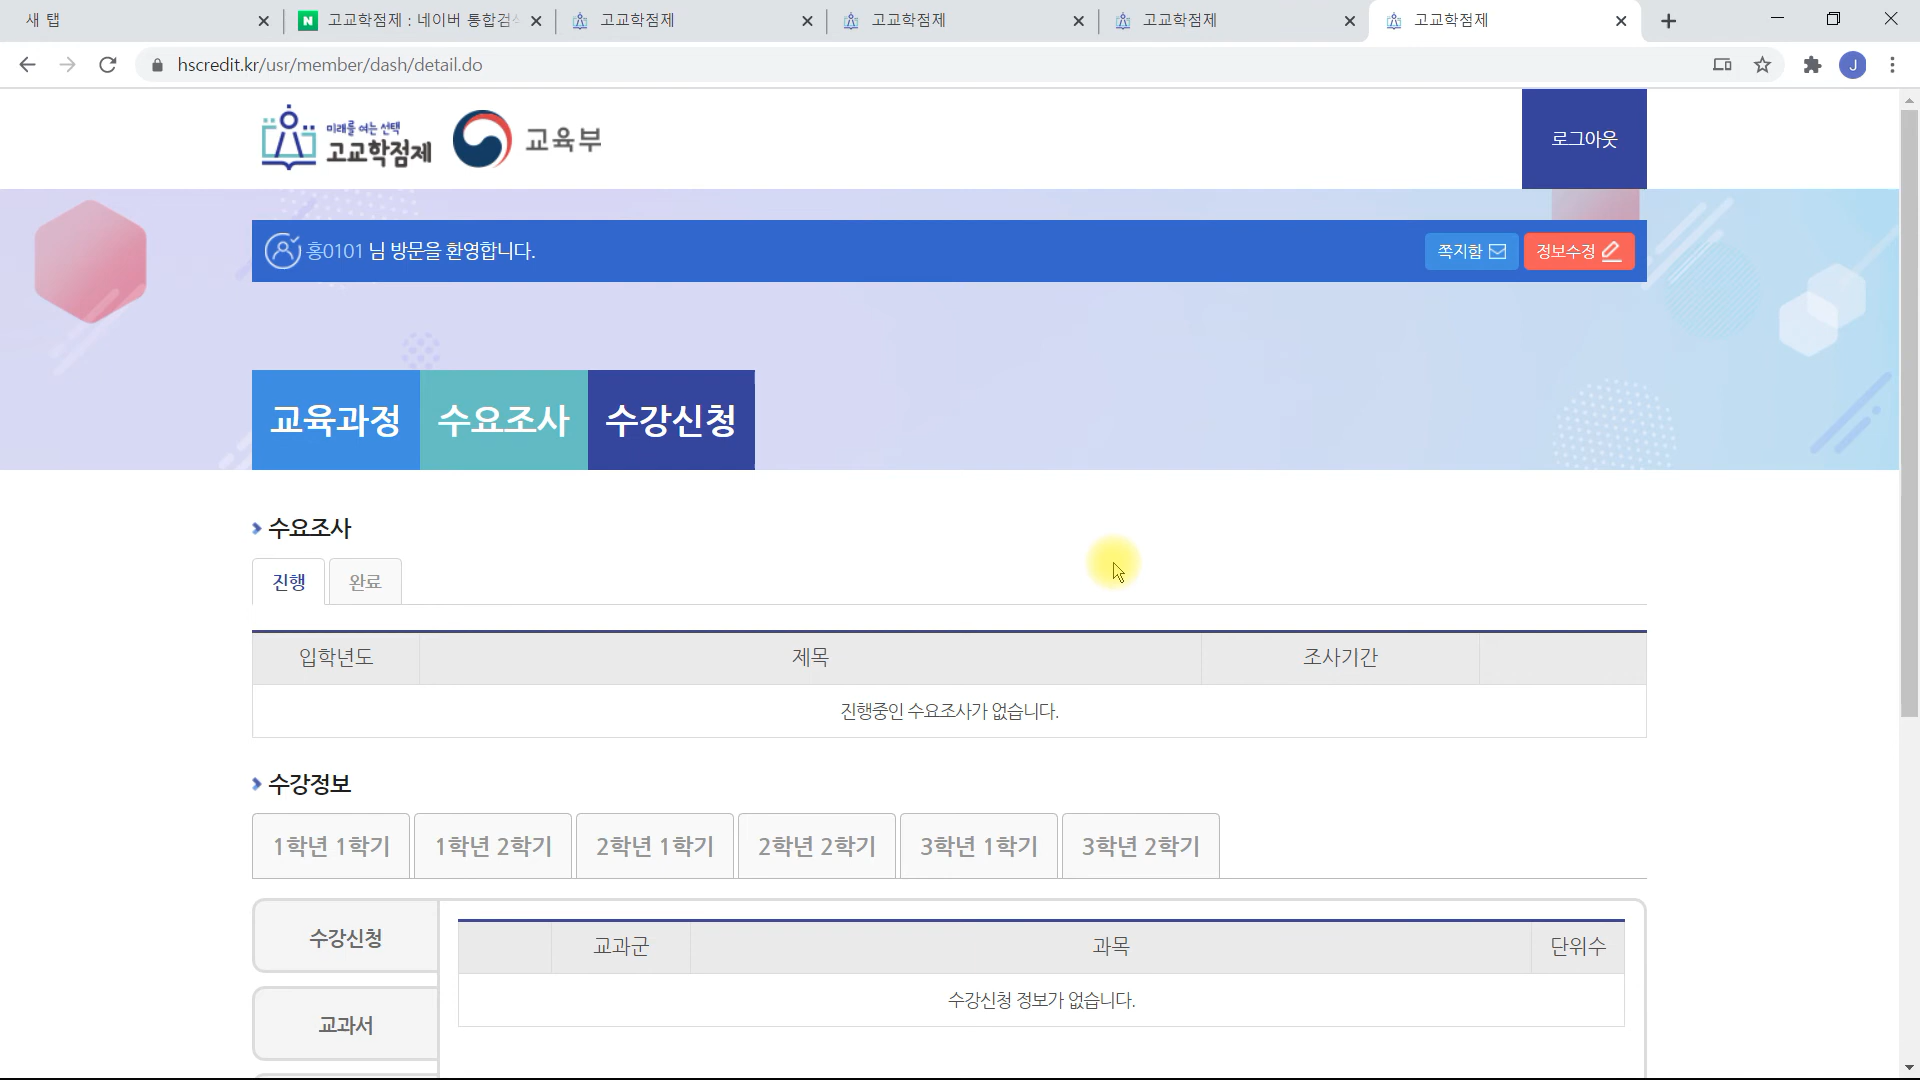 새 탭
고교학점제 : 네이버 통합검색
고교학점제
고교학점제
고교학점제
고교학점제
hscredit.kr/usr/member/dash/detail.do
J
미래를 여는 선택
고교학점제
교육부
로그아웃
홍0101 님 방문을 환영합니다.
쪽지함
정보수정
교육과정
수요조사
수강신청
수요조사
진행
완료
입학년도
제목
조사기간
진행중인 수요조사가 없습니다.
수강정보
1학년 1학기
1학년 2학기
2학년 1학기
2학년 2학기
3학년 1학기
3학년 2학기
수강신청
교과군
과목
단위수
수강신청 정보가 없습니다.
교과서